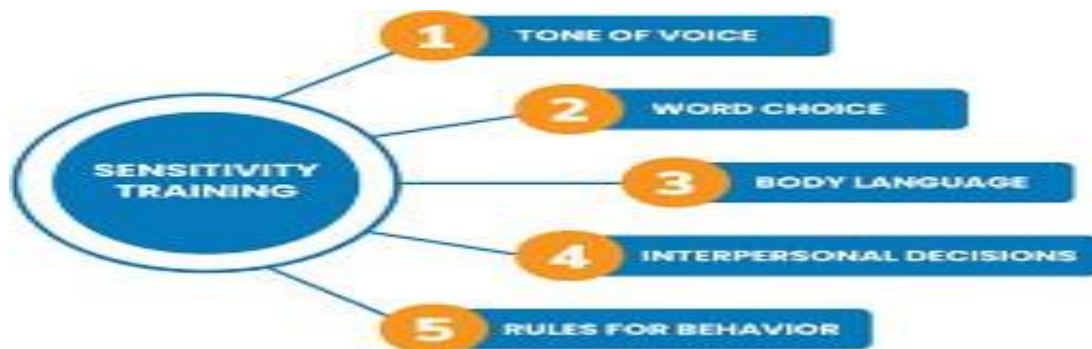 SENSITIVITY
TRAINING
1 TONE OF VOICE
2 WORD CHOICE
3 BODY LANGUAGE
4 INTERPERSONAL DECISIONS
5 RULES FOR BEHAVIOR